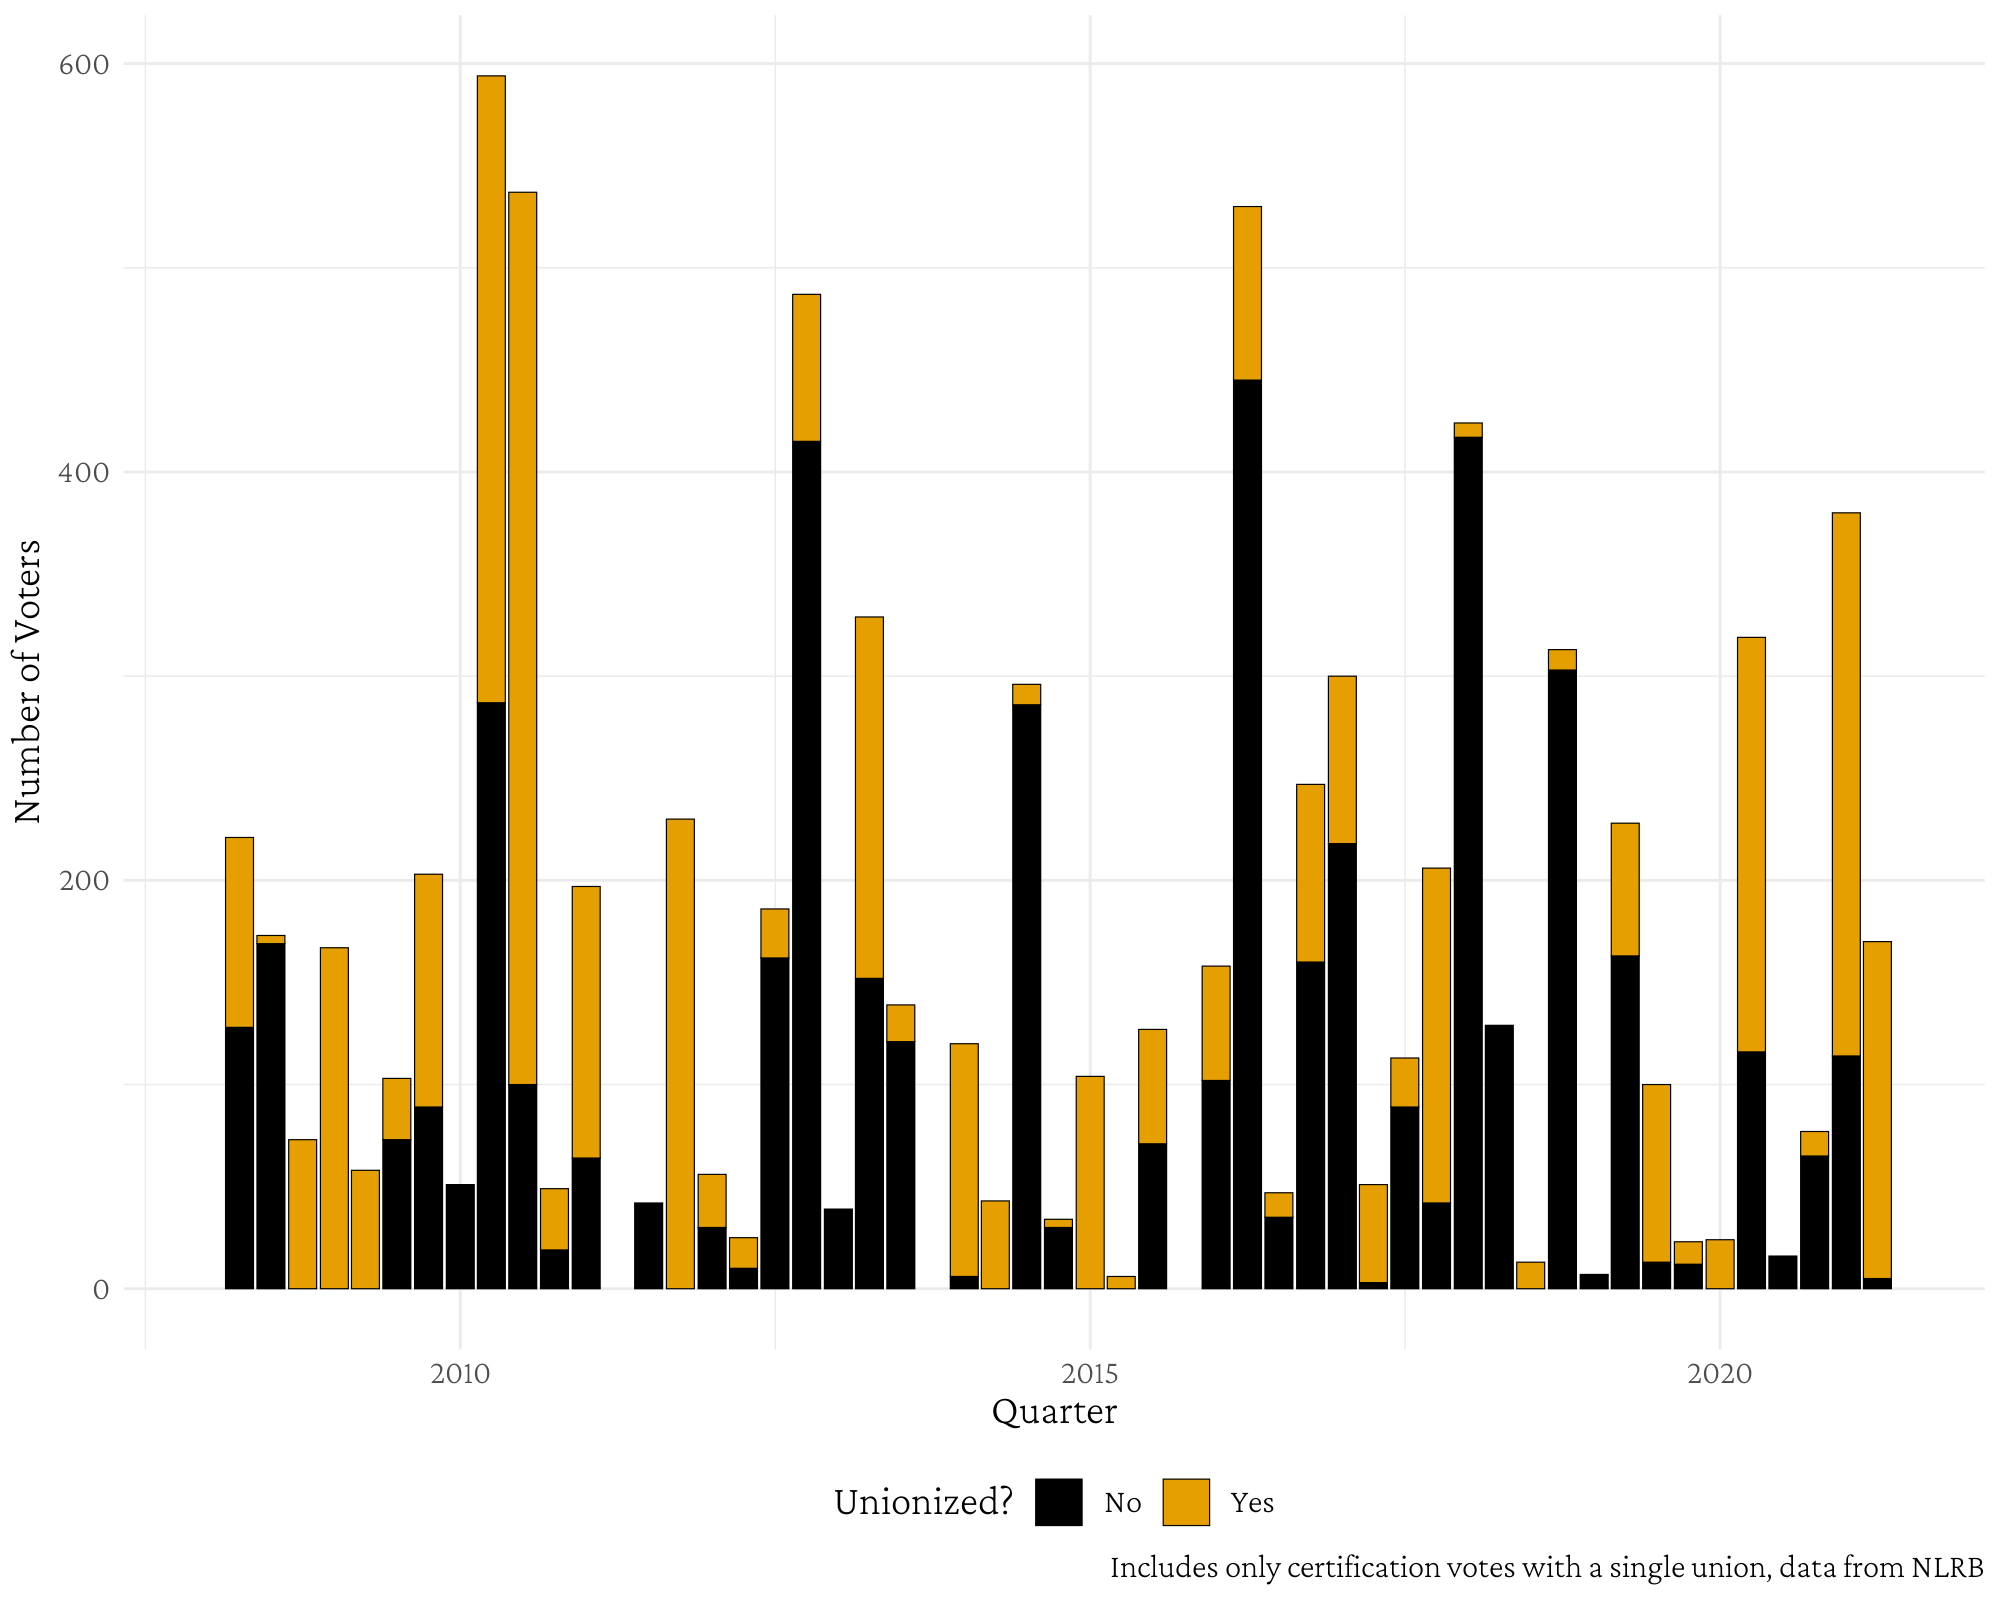 600
400
200
0
Number of Voters
2010 2015 2020
Quarter
Unionized? No Yes
Includes only certification votes with a single union, data from NLRB